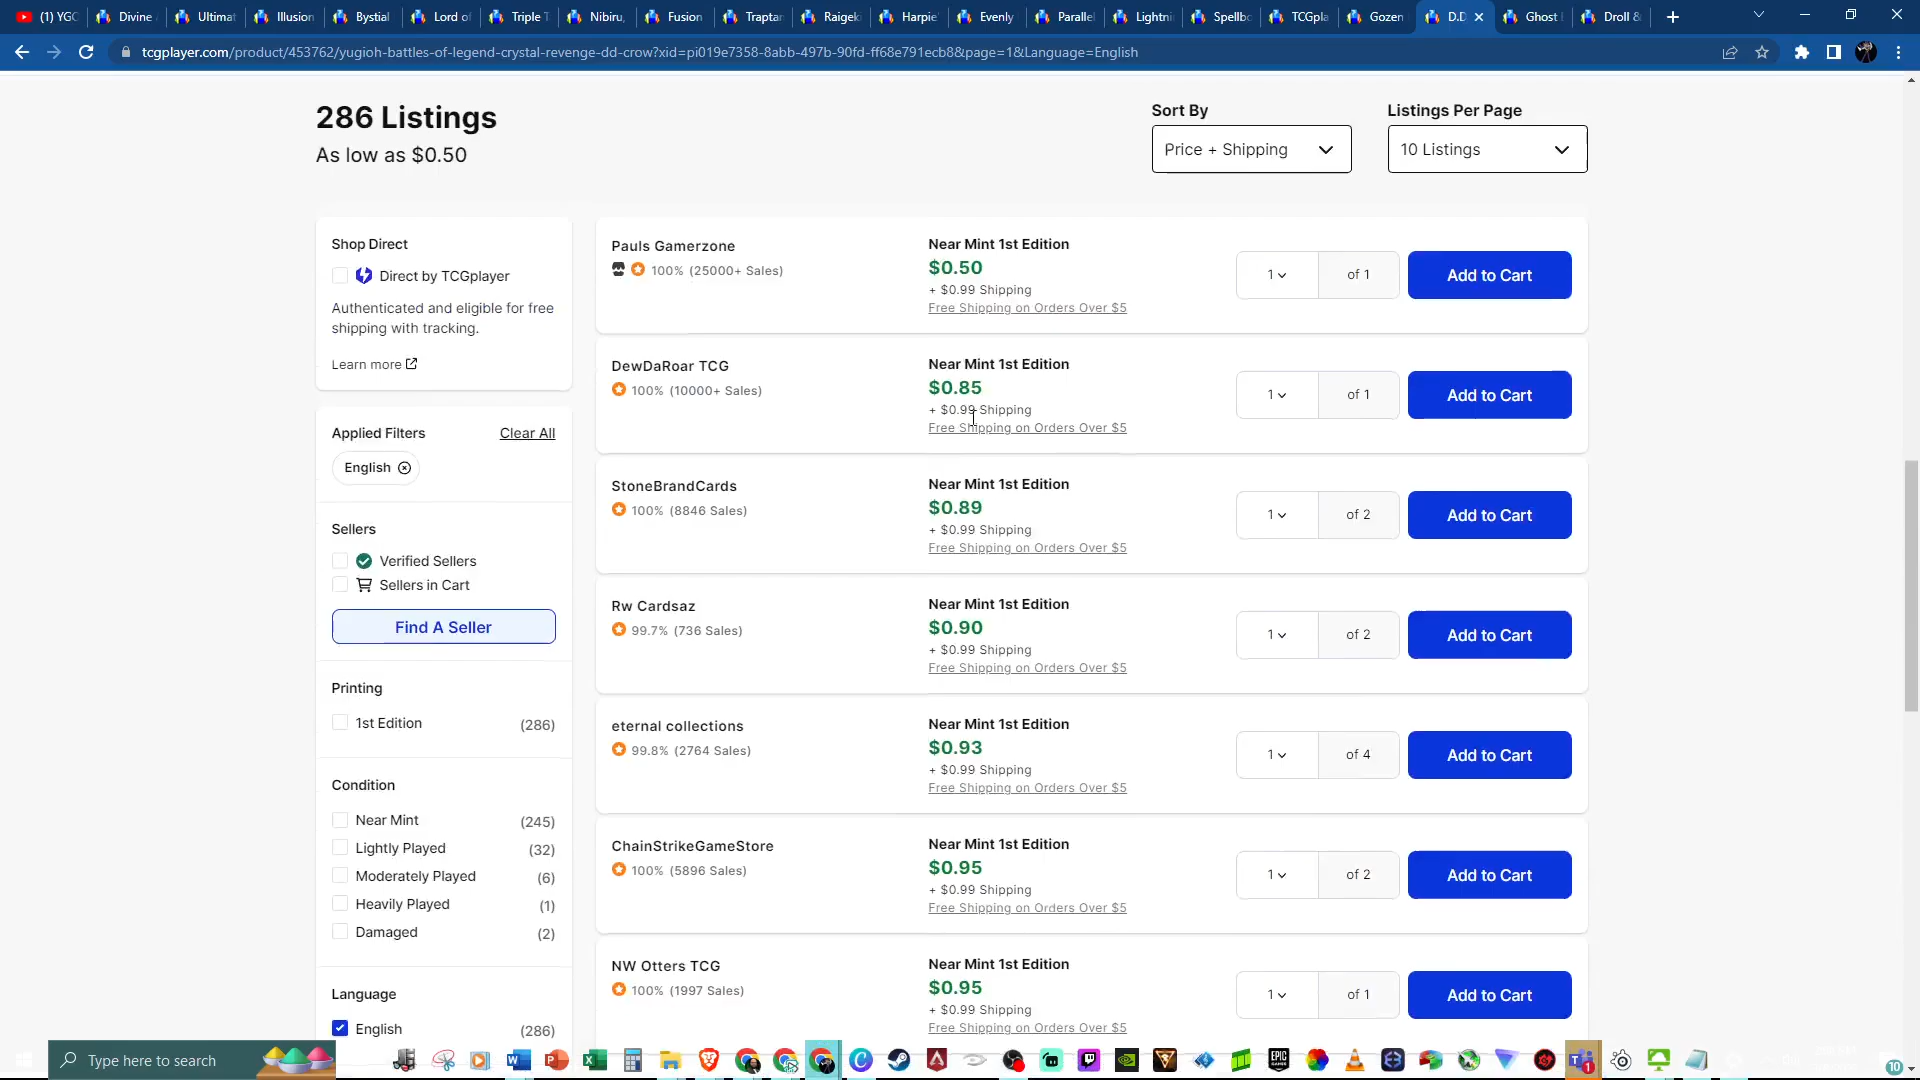 (1) YGO
Divine
Ultimat
Illusion
Bystial
Lord of
Triple T
Nibiru,
Fusion
Traptar
Raigek
Harpie'
Evenly
Parallel
Lightni
Spellbo
TCGpla
Gozen
D.D
Ghost
Droll &
tcgplayer.com/product/453762/yugioh-battles-of-legend-crystal-revenge-dd-crow?xid=pi019e7358-8abb-497b-90fd-ff68e791ecb8&page=1&Language=English
286 Listings
As low as $0.50
Sort By
Price + Shipping
Listings Per Page
10 Listings
Shop Direct
Direct by TCGplayer
Authenticated and eligible for free
shipping with tracking.
Learn more
Applied Filters
Clear All
English
Sellers
Verified Sellers
Sellers in Cart
Find A Seller
Printing
1st Edition (286)
Condition
Near Mint (245)
Lightly Played (32)
Moderately Played (6)
Heavily Played (1)
Damaged (2)
Language
English (286)
Pauls Gamerzone
100% (25000+ Sales)
Near Mint 1st Edition
$0.50
+ $0.99 Shipping
Free Shipping on Orders Over $5
1 of 1
Add to Cart
DewDaRoar TCG
100% (10000+ Sales)
Near Mint 1st Edition
$0.85
+ $0.99 Shipping
Free Shipping on Orders Over $5
1 of 1
Add to Cart
StoneBrandCards
100% (8846 Sales)
Near Mint 1st Edition
$0.89
+ $0.99 Shipping
Free Shipping on Orders Over $5
1 of 2
Add to Cart
Rw Cardsaz
99.7% (736 Sales)
Near Mint 1st Edition
$0.90
+ $0.99 Shipping
Free Shipping on Orders Over $5
1 of 2
Add to Cart
eternal collections
99.8% (2764 Sales)
Near Mint 1st Edition
$0.93
+ $0.99 Shipping
Free Shipping on Orders Over $5
1 of 4
Add to Cart
ChainStrikeGameStore
100% (5896 Sales)
Near Mint 1st Edition
$0.95
+ $0.99 Shipping
Free Shipping on Orders Over $5
1 of 2
Add to Cart
NW Otters TCG
100% (1997 Sales)
Near Mint 1st Edition
$0.95
+ $0.99 Shipping
Free Shipping on Orders Over $5
1 of 1
Add to Cart
Type here to search
1
10